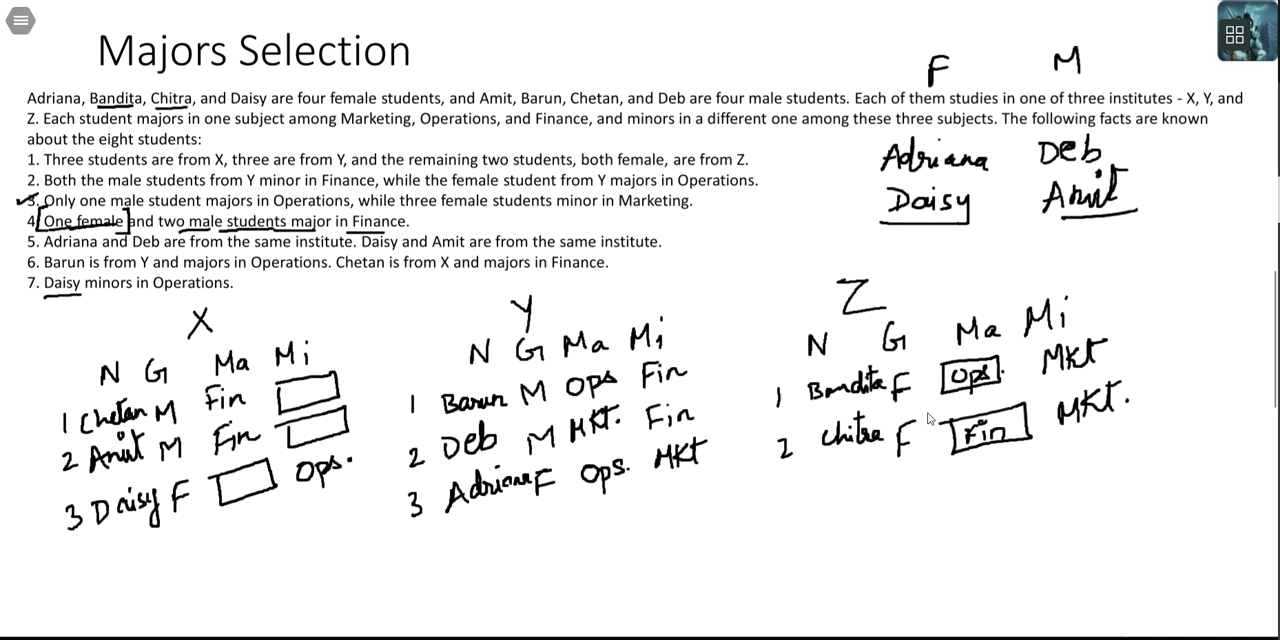 Majors Selection
F M
Adriana, Bandita, Chitra, and Daisy are four female students, and Amit, Barun, Chetan, and Deb are four male students. Each of them studies in one of three institutes - X, Y, and
Z. Each student majors in one subject among Marketing, Operations, and Finance, and minors in a different one among these three subjects. The following facts are known
about the eight students:
1. Three students are from X, three are from Y, and the remaining two students, both female, are from Z.
2. Both the male students from Y minor in Finance, while the female student from Y majors in Operations.
3. Only one male student majors in Operations, while three female students minor in Marketing.
4. One female and two male students major in Finance.
5. Adriana and Deb are from the same institute. Daisy and Amit are from the same institute.
6. Barun is from Y and majors in Operations. Chetan is from X and majors in Finance.
7. Daisy minors in Operations.
Adriana Deb
Daisy Amit
X
N G Ma Mi
1 Chetan M Fin
2 Amit M Fin
3 Daisy F Ops.
Y
N G Ma Mi
1 Barun M Ops Fin
2 Deb M Mkt. Fin
3 Adriana F Ops. MKT
Z
N G Ma Mi
1 Bandita F Ops. Mkt
2 Chitra F Fin Mkt.